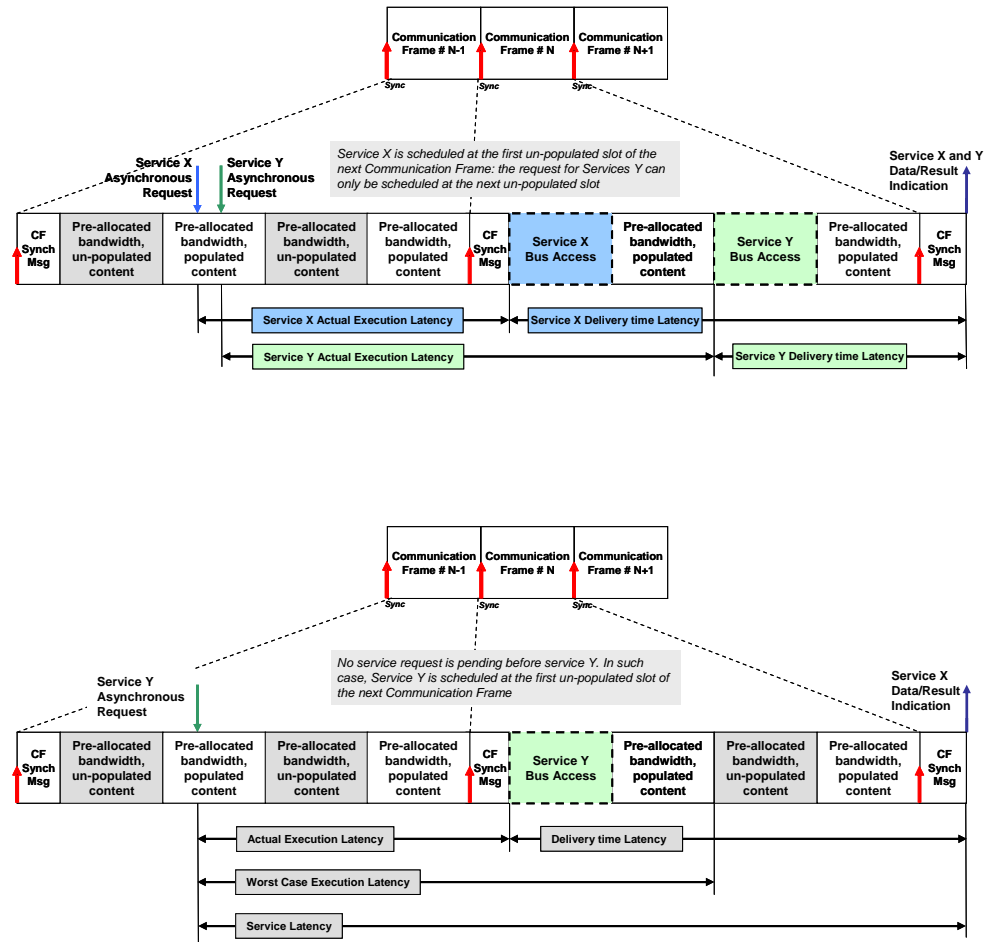 Communication
Frame # N-1
Communication
Frame # N
Communication
Frame # N+1
Sync
Sync
Sync
Service X
Asynchronous
Request
Service Y
Asynchronous
Request
Service X is scheduled at the first un-populated slot of the
next Communication Frame: the request for Services Y can
only be scheduled at the next un-populated slot
Service X and Y
Data/Result
Indication
CF
Synch
Msg
Pre-allocated
bandwidth,
un-populated
content
Pre-allocated
bandwidth,
populated
content
Pre-allocated
bandwidth,
un-populated
content
Pre-allocated
bandwidth,
populated
content
CF
Synch
Msg
Service X
Bus Access
Pre-allocated
bandwidth,
populated
content
Service Y
Bus Access
Pre-allocated
bandwidth,
populated
content
CF
Synch
Msg
Service X Actual Execution Latency
Service X Delivery time Latency
Service Y Actual Execution Latency
Service Y Delivery time Latency
Communication
Frame # N-1
Communication
Frame # N
Communication
Frame # N+1
Sync
Sync
Sync
Service Y
Asynchronous
Request
No service request is pending before service Y. In such
case, Service Y is scheduled at the first un-populated slot of
the next Communication Frame
Service X
Data/Result
Indication
CF
Synch
Msg
Pre-allocated
bandwidth,
un-populated
content
Pre-allocated
bandwidth,
populated
content
Pre-allocated
bandwidth,
un-populated
content
Pre-allocated
bandwidth,
populated
content
CF
Synch
Msg
Service Y
Bus Access
Pre-allocated
bandwidth,
populated
content
Pre-allocated
bandwidth,
un-populated
content
Pre-allocated
bandwidth,
populated
content
CF
Synch
Msg
Actual Execution Latency
Delivery time Latency
Worst Case Execution Latency
Service Latency